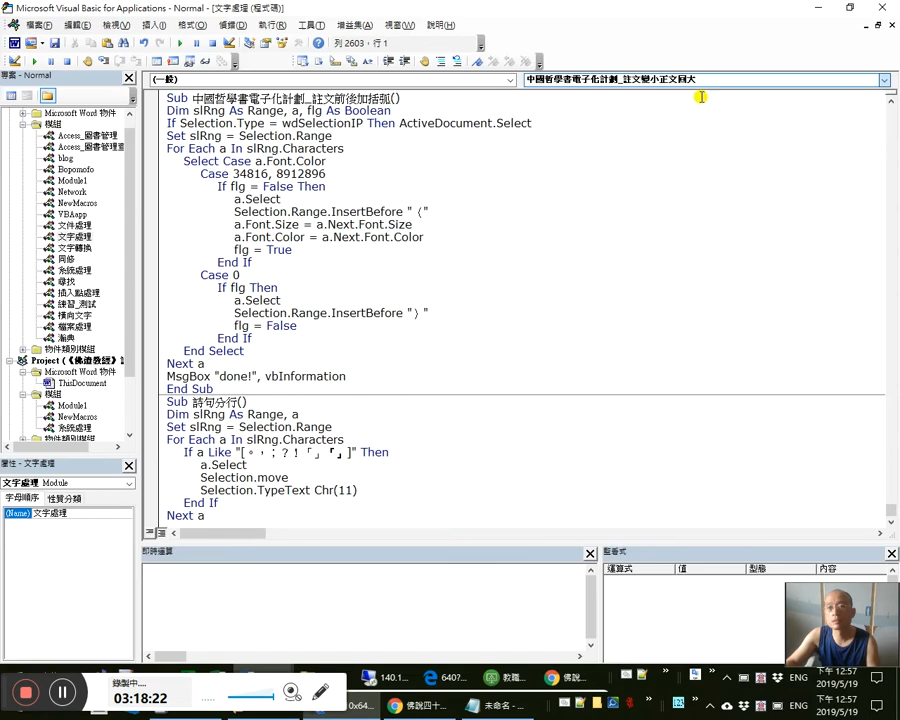 Microsoft Visual Basic for Applications - Normal - [文字處理 (程式碼)]
檔案(F) 編輯(E) 檢視(V) 插入(I) 格式(O) 偵錯(D) 執行(R) 工具(T) 增益集(A) 視窗(W) 說明(H)
列 2603，行 1
專案 - Normal
(一般)
中國哲學書電子化計劃_註文變小正文回大
Microsoft Word 物件
模組
Access_圖書管理
Access_圖書管理查
blog
Bopomofo
Module1
Network
NewMacros
VBAapp
文件處理
文字處理
文字轉換
同修
系統處理
尋找
插入點處理
練習_測試
橫向文字
檔案處理
瀚典
物件類別模組
Project (《佛遺教經》
Microsoft Word 物件
ThisDocument
模組
Module1
NewMacros
系統處理
物件類別模組
Sub 中國哲學書電子化計劃_註文前後加括弧()
Dim slRng As Range, a, flg As Boolean
If Selection.Type = wdSelectionIP Then ActiveDocument.Select
Set slRng = Selection.Range
For Each a In slRng.Characters
Select Case a.Font.Color
Case 34816, 8912896
If flg = False Then
a.Select
Selection.Range.InsertBefore "〈"
a.Font.Size = a.Next.Font.Size
a.Font.Color = a.Next.Font.Color
flg = True
End If
Case 0
If flg Then
a.Select
Selection.Range.InsertBefore "〉"
flg = False
End If
End Select
Next a
MsgBox "done!", vbInformation
End Sub
Sub 詩句分行()
Dim slRng As Range, a
Set slRng = Selection.Range
For Each a In slRng.Characters
If a Like "[。，；？！「」『』]" Then
a.Select
Selection.move
Selection.TypeText Chr(11)
End If
Next a
屬性 - 文字處理
文字處理 Module
字母順序 性質分類
(Name) 文字處理
即時運算
監看式
運算式 值 型態 內容
錄製中....
03:18:22
140.1...
640?...
教職...
佛說...
ENG
下午 12:57
2019/5/19
0x64...
佛說四十...
未命名 - ...
123
ENG
下午 12:57
2019/5/19